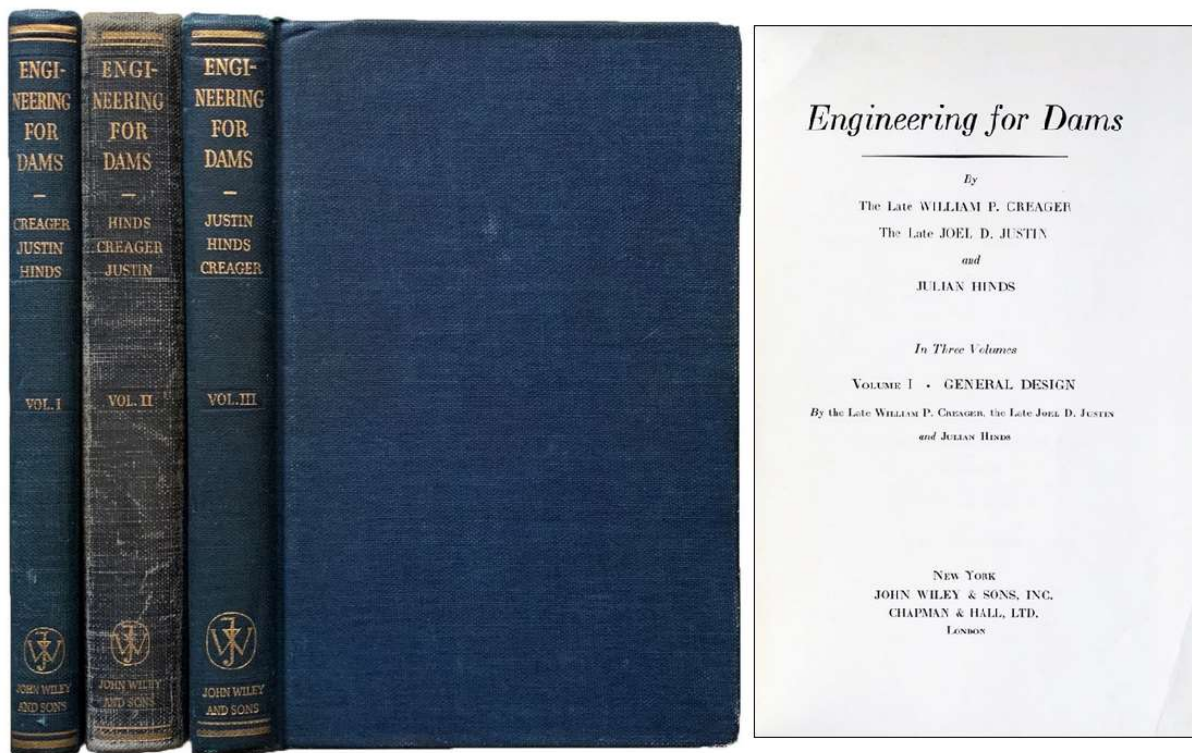 ENGI-
NEERING
FOR
DAMS
CREAGER
JUSTIN
HINDS
VOL. I
JW
JOHN WILEY
AND SONS
ENGI-
NEERING
FOR
DAMS
HINDS
CREAGER
JUSTIN
VOL. II
JW
JOHN WILEY
AND SONS
ENGI-
NEERING
FOR
DAMS
JUSTIN
HINDS
CREAGER
VOL. III
JW
JOHN WILEY
AND SONS
Engineering for Dams
By
The Late WILLIAM P. CREAGER
The Late JOEL D. JUSTIN
and
JULIAN HINDS
In Three Volumes
VOLUME I • GENERAL DESIGN
By the Late WILLIAM P. CREAGER, the Late JOEL D. JUSTIN
and JULIAN HINDS
NEW YORK
JOHN WILEY & SONS, INC.
CHAPMAN & HALL, LTD.
LONDON